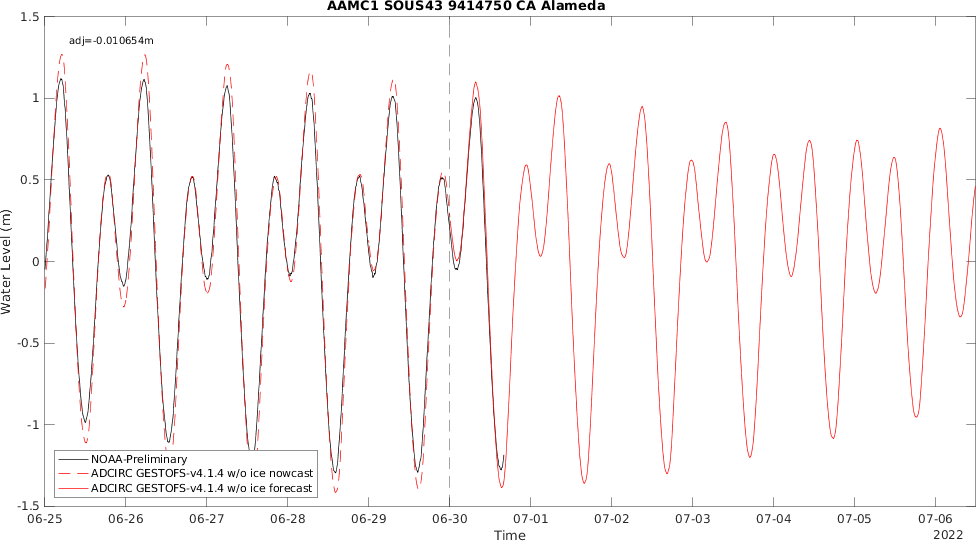 AAMC1 SOUS43 9414750 CA Alameda
adj=-0.010654m
1.5
1
0.5
0
-0.5
-1
-1.5
Water Level (m)
NOAA-Preliminary
ADCIRC GESTOFS-v4.1.4 w/o ice nowcast
ADCIRC GESTOFS-v4.1.4 w/o ice forecast
06-25 06-26 06-27 06-28 06-29 06-30 07-01 07-02 07-03 07-04 07-05 07-06
Time
2022